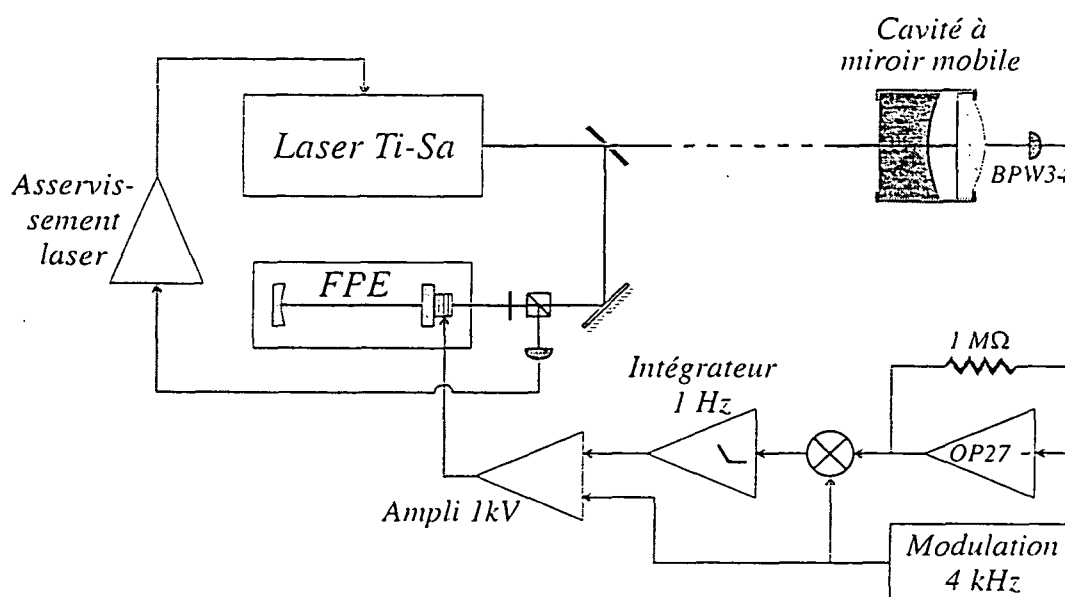 Cavité à
miroir mobile
Laser Ti-Sa
BPW34
Asservis-
sement
laser
FPE
1 MΩ
Intégrateur
1 Hz
OP27 -
Ampli 1kV
Modulation
4 kHz